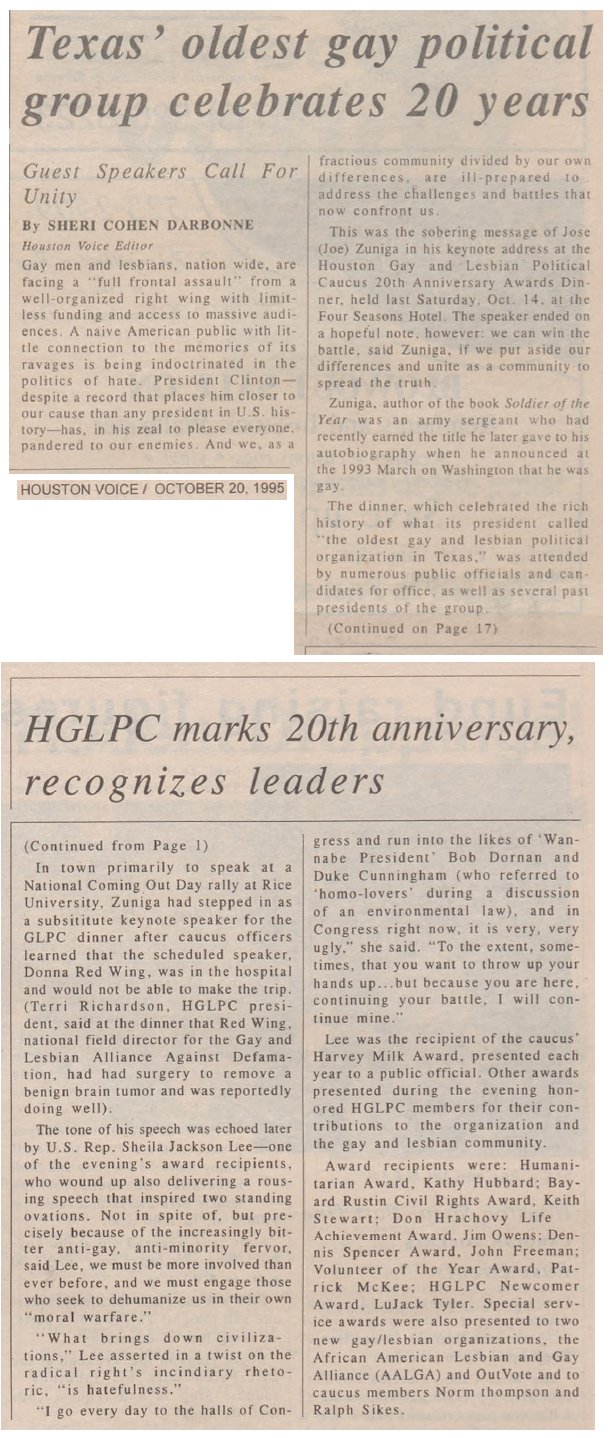 Texas' oldest gay political
group celebrates 20 years
Guest Speakers Call For
Unity
By SHERI COHEN DARBONNE
Houston Voice Editor
Gay men and lesbians, nation wide, are
facing a "full frontal assault" from a
well-organized right wing with limit-
less funding and access to massive audi-
ences. A naive American public with lit-
tle connection to the memories of its
ravages is being indoctrinated in the
politics of hate. President Clinton—
despite a record that places him closer to
our cause than any president in U.S. his-
tory—has, in his zeal to please everyone,
pandered to our enemies. And we, as a
fractious community divided by our own
differences, are ill-prepared to
address the challenges and battles that
now confront us.
This was the sobering message of Jose
(Joe) Zuniga in his keynote address at the
Houston Gay and Lesbian Political
Caucus 20th Anniversary Awards Din-
ner, held last Saturday, Oct. 14, at the
Four Seasons Hotel. The speaker ended on
a hopeful note, however: we can win the
battle, said Zuniga, if we put aside our
differences and unite as a community to
spread the truth.
Zuniga, author of the book Soldier of the
Year was an army sergeant who had
recently earned the title he later gave to his
autobiography when he announced at
the 1993 March on Washington that he was
gay.
The dinner, which celebrated the rich
history of what its president called
"the oldest gay and lesbian political
organization in Texas," was attended
by numerous public officials and can-
didates for office, as well as several past
presidents of the group.
(Continued on Page 17)
HOUSTON VOICE / OCTOBER 20, 1995
HGLPC marks 20th anniversary,
recognizes leaders
(Continued from Page 1)
In town primarily to speak at a
National Coming Out Day rally at Rice
University, Zuniga had stepped in as
a subsititute keynote speaker for the
GLPC dinner after caucus officers
learned that the scheduled speaker,
Donna Red Wing, was in the hospital
and would not be able to make the trip.
(Terri Richardson, HGLPC presi-
dent, said at the dinner that Red Wing,
national field director for the Gay and
Lesbian Alliance Against Defama-
tion, had had surgery to remove a
benign brain tumor and was reportedly
doing well).
The tone of his speech was echoed later
by U.S. Rep. Sheila Jackson Lee—one
of the evening's award recipients,
who wound up also delivering a rous-
ing speech that inspired two standing
ovations. Not in spite of, but pre-
cisely because of the increasingly bit-
ter anti-gay, anti-minority fervor,
said Lee, we must be more involved than
ever before, and we must engage those
who seek to dehumanize us in their own
"moral warfare."
"What brings down civiliza-
tions," Lee asserted in a twist on the
radical right's incindiary rheto-
ric, "is hatefulness."
"I go every day to the halls of Con-
gress and run into the likes of 'Wan-
nabe President' Bob Dornan and
Duke Cunningham (who referred to
'homo-lovers' during a discussion
of an environmental law), and in
Congress right now, it is very, very
ugly," she said. "To the extent, some-
times, that you want to throw up your
hands up...but because you are here,
continuing your battle, I will con-
tinue mine."
Lee was the recipient of the caucus'
Harvey Milk Award, presented each
year to a public official. Other awards
presented during the evening hon-
ored HGLPC members for their con-
tributions to the organization and
the gay and lesbian community.
Award recipients were: Humani-
tarian Award, Kathy Hubbard; Bay-
ard Rustin Civil Rights Award, Keith
Stewart; Don Hrachovy Life
Achievement Award, Jim Owens; Den-
nis Spencer Award, John Freeman;
Volunteer of the Year Award, Pat-
rick McKee; HGLPC Newcomer
Award, LuJack Tyler. Special serv-
ice awards were also presented to two
new gay/lesbian organizations, the
African American Lesbian and Gay
Alliance (AALGA) and OutVote and to
caucus members Norm thompson and
Ralph Sikes.